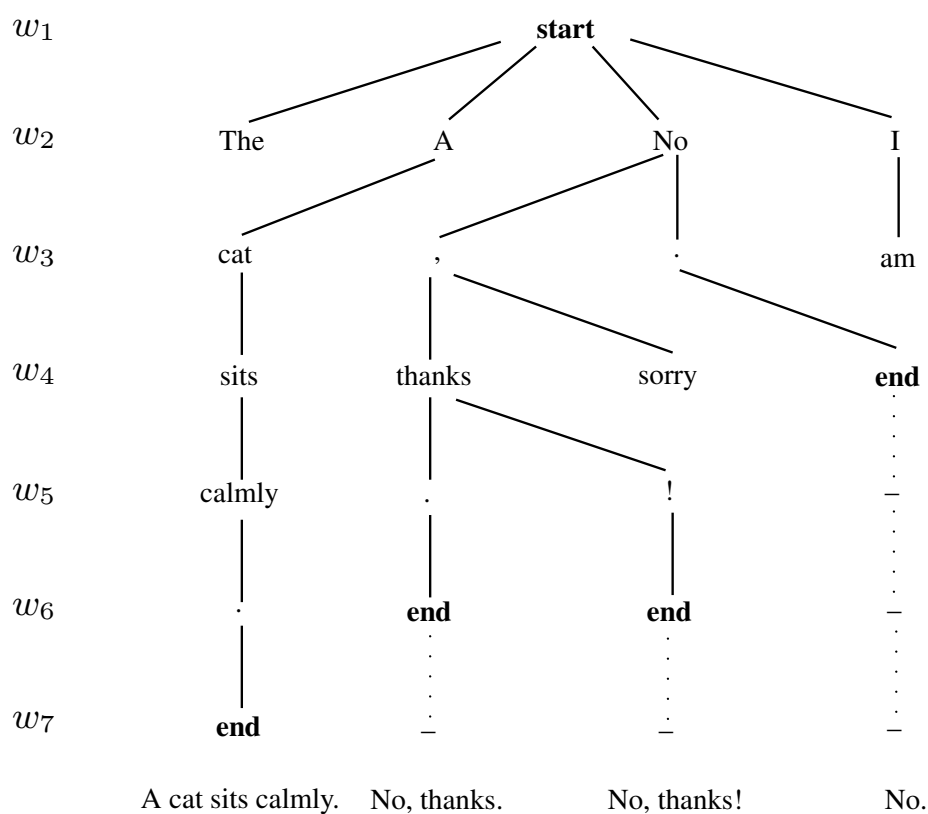 w1 start
w2 The A No I
w3 cat , . am
w4 sits thanks sorry end
w5 calmly . ! –
w6 . end end –
w7 end – – –
A cat sits calmly. No, thanks. No, thanks! No.